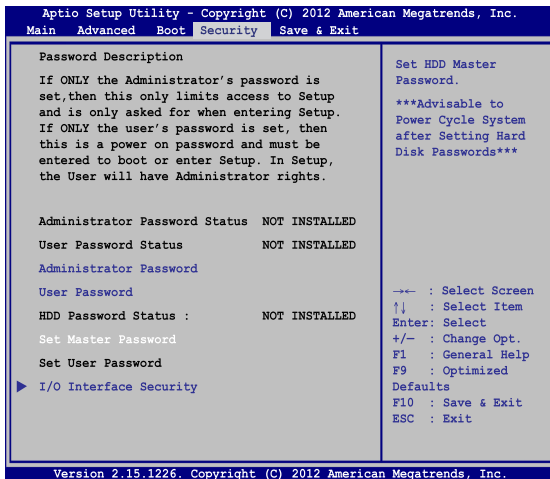 Aptio Setup Utility - Copyright (C) 2012 American Megatrends, Inc.
Main Advanced Boot Security Save & Exit
Password Description
If ONLY the Administrator's password is
set,then this only limits access to Setup
and is only asked for when entering Setup.
If ONLY the user's password is set, then
this is a power on password and must be
entered to boot or enter Setup. In Setup,
the User will have Administrator rights.
Administrator Password Status NOT INSTALLED
User Password Status NOT INSTALLED
Administrator Password
User Password
HDD Password Status : NOT INSTALLED
Set Master Password
Set User Password
I/O Interface Security
Set HDD Master
Password.
***Advisable to
Power Cycle System
after Setting Hard
Disk Passwords***
→← : Select Screen
↑↓ : Select Item
Enter: Select
+/— : Change Opt.
F1 : General Help
F9 : Optimized
Defaults
F10 : Save & Exit
ESC : Exit
Version 2.15.1226. Copyright (C) 2012 American Megatrends, Inc.